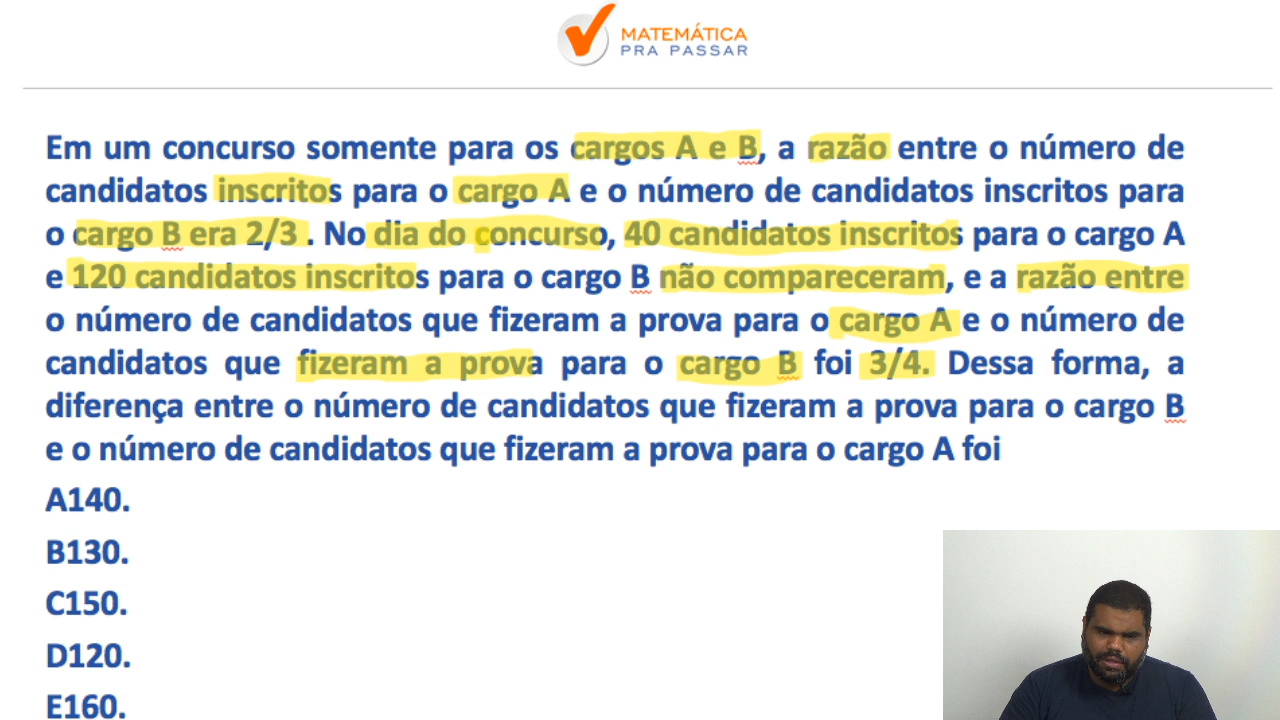 MATEMÁTICA
PRA PASSAR
Em um concurso somente para os cargos A e B, a razão entre o número de
candidatos inscritos para o cargo A e o número de candidatos inscritos para
o cargo B era 2/3 . No dia do concurso, 40 candidatos inscritos para o cargo A
e 120 candidatos inscritos para o cargo B não compareceram, e a razão entre
o número de candidatos que fizeram a prova para o cargo A e o número de
candidatos que fizeram a prova para o cargo B foi 3/4. Dessa forma, a
diferença entre o número de candidatos que fizeram a prova para o cargo B
e o número de candidatos que fizeram a prova para o cargo A foi
A140.
B130.
C150.
D120.
E160.